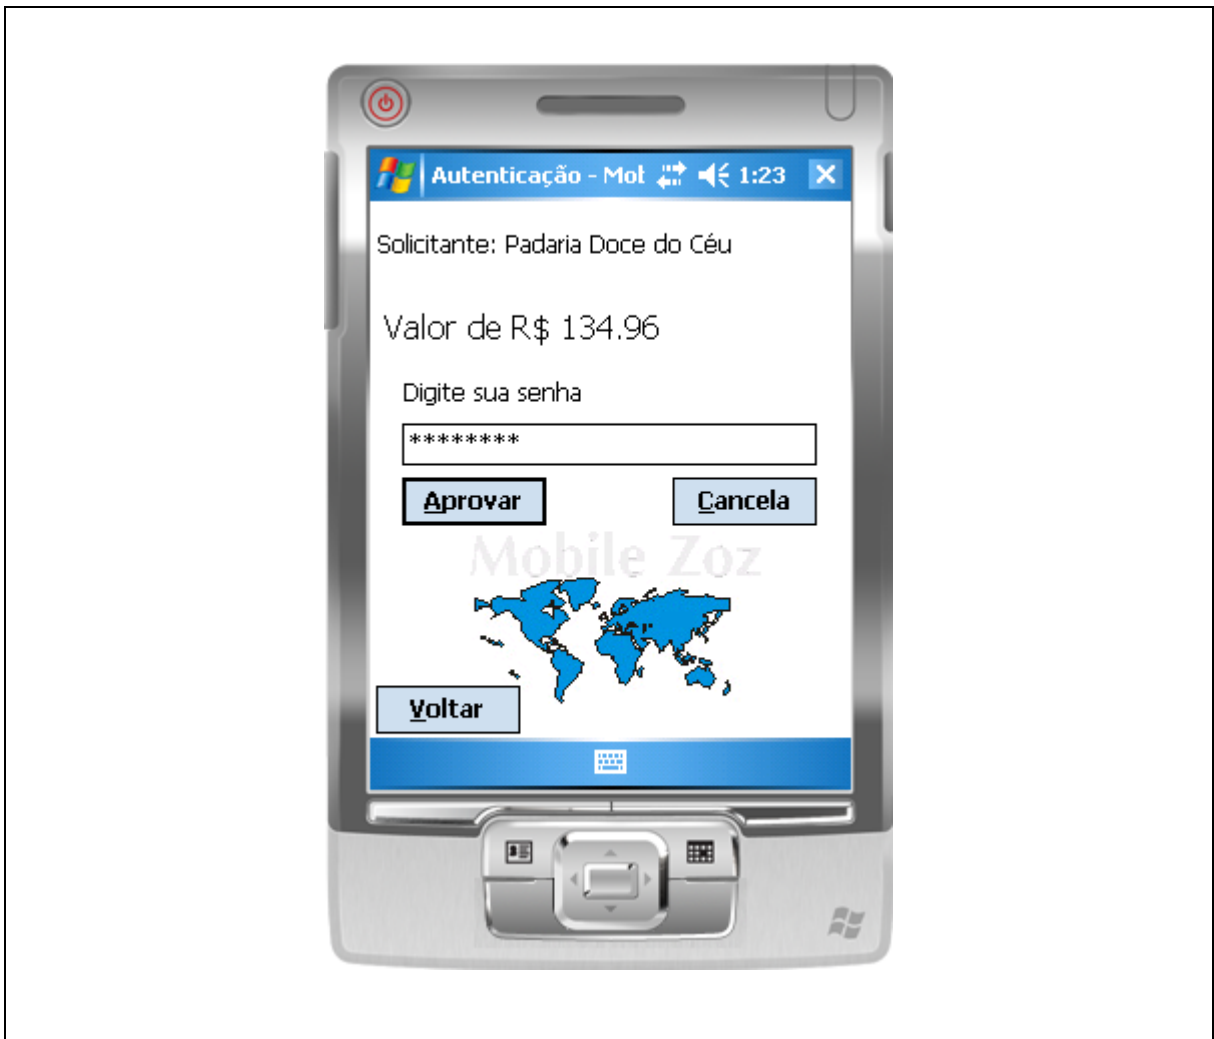 Autenticação - Mol 1:23
Solicitante: Padaria Doce do Céu
Valor de R$ 134.96
Digite sua senha
********
Aprovar Cancela
Mobile Zoz
Voltar